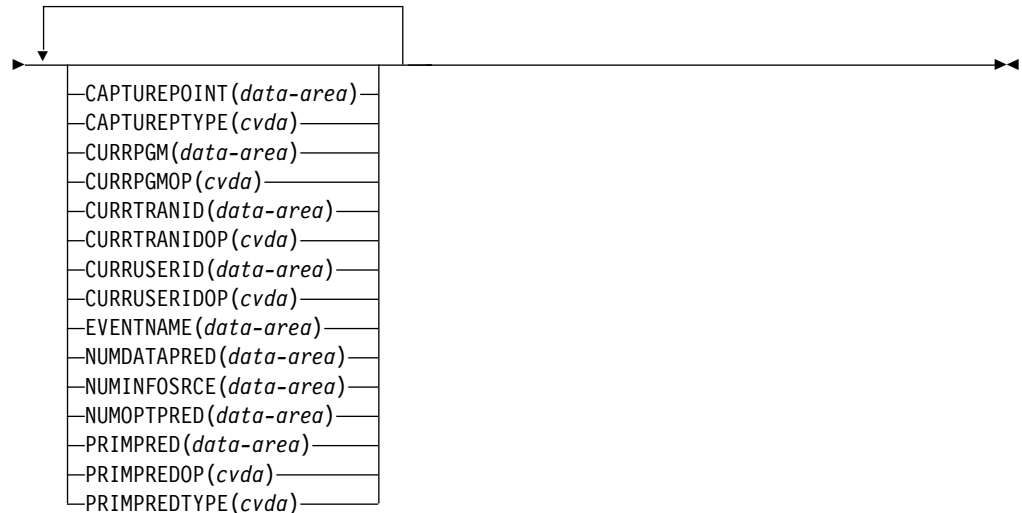 CAPTUREPOINT(data-area)
CAPTUREPTYPE(cvda)
CURRPGM(data-area)
CURRPGMOP(cvda)
CURRTRANID(data-area)
CURRTRANIDOP(cvda)
CURRUSERID(data-area)
CURRUSERIDOP(cvda)
EVENTNAME(data-area)
NUMDATAPRED(data-area)
NUMINFOSRCE(data-area)
NUMOPTPRED(data-area)
PRIMPRED(data-area)
PRIMPREDOP(cvda)
PRIMPREDTYPE(cvda)